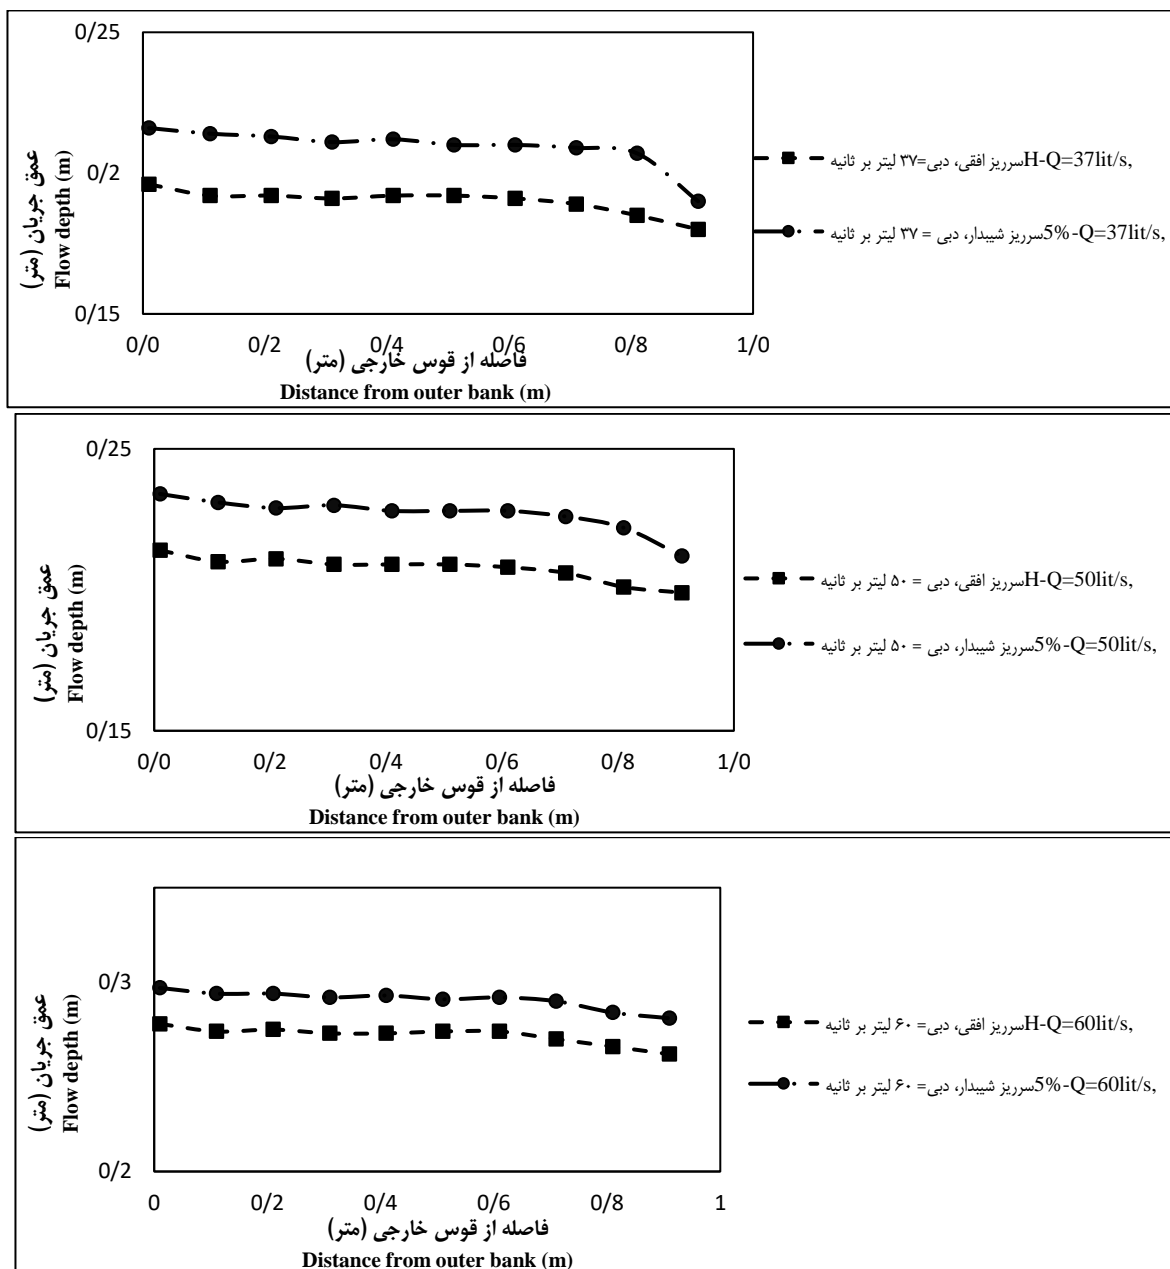 0/25
0/2
0/15
عمق جریان (متر)
Flow depth (m)
0/0 0/2 0/4 0/6 0/8 1/0
فاصله از قوس خارجی (متر)
Distance from outer bank (m)
H-Q=37lit/s, سرریز افقی، دبی=۳۷ لیتر بر ثانیه
5%-Q=37lit/s, سرریز شیبدار، دبی = ۳۷ لیتر بر ثانیه
0/25
0/15
عمق جریان (متر)
Flow depth (m)
0/0 0/2 0/4 0/6 0/8 1/0
فاصله از قوس خارجی (متر)
Distance from outer bank (m)
H-Q=50lit/s, سرریز افقی، دبی = ۵۰ لیتر بر ثانیه
5%-Q=50lit/s, سرریز شیبدار، دبی = ۵۰ لیتر بر ثانیه
0/3
0/2
عمق جریان (متر)
Flow depth (m)
0 0/2 0/4 0/6 0/8 1
فاصله از قوس خارجی (متر)
Distance from outer bank (m)
H-Q=60lit/s, سرریز افقی، دبی= ۶۰ لیتر بر ثانیه
5%-Q=60lit/s, سرریز شیبدار، دبی= ۶۰ لیتر بر ثانیه